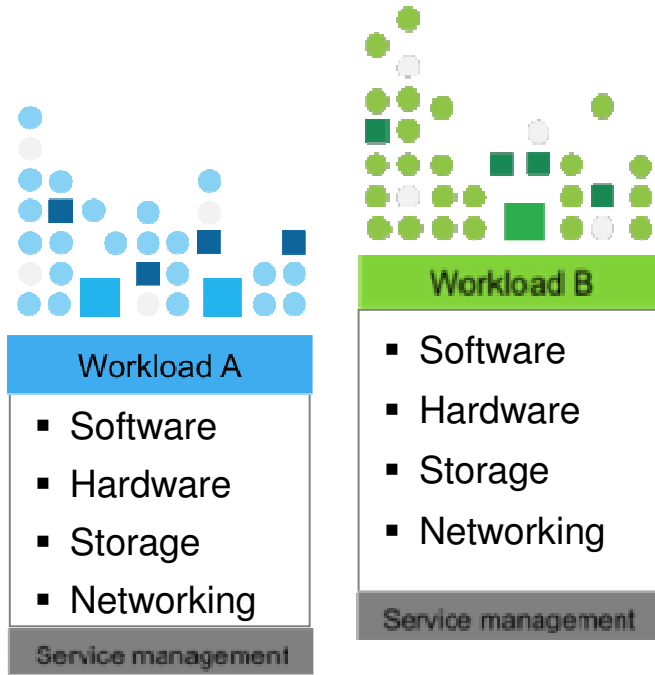 Workload A
▪ Software
▪ Hardware
▪ Storage
▪ Networking
Service management
Workload B
▪ Software
▪ Hardware
▪ Storage
▪ Networking
Service management